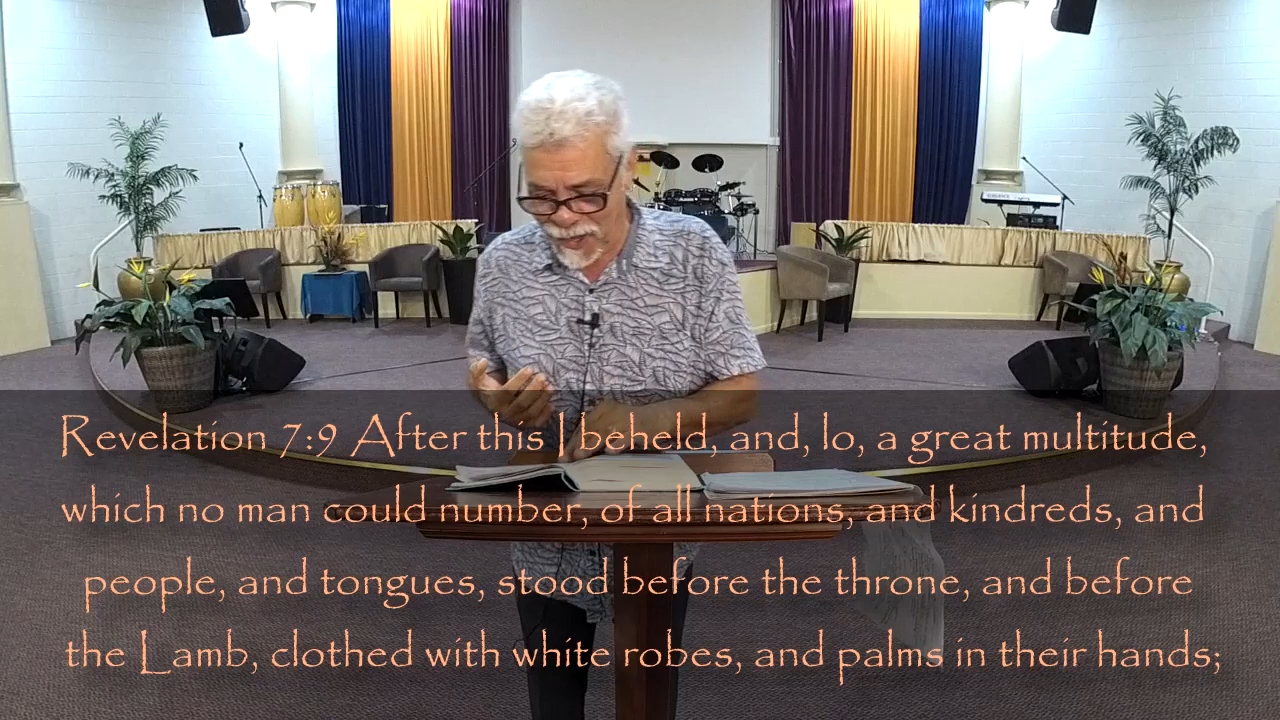 Revelation 7:9 After this I beheld, and, lo, a great multitude,
which no man could number, of all nations, and kindreds, and
people, and tongues, stood before the throne, and before
the Lamb, clothed with white robes, and palms in their hands;